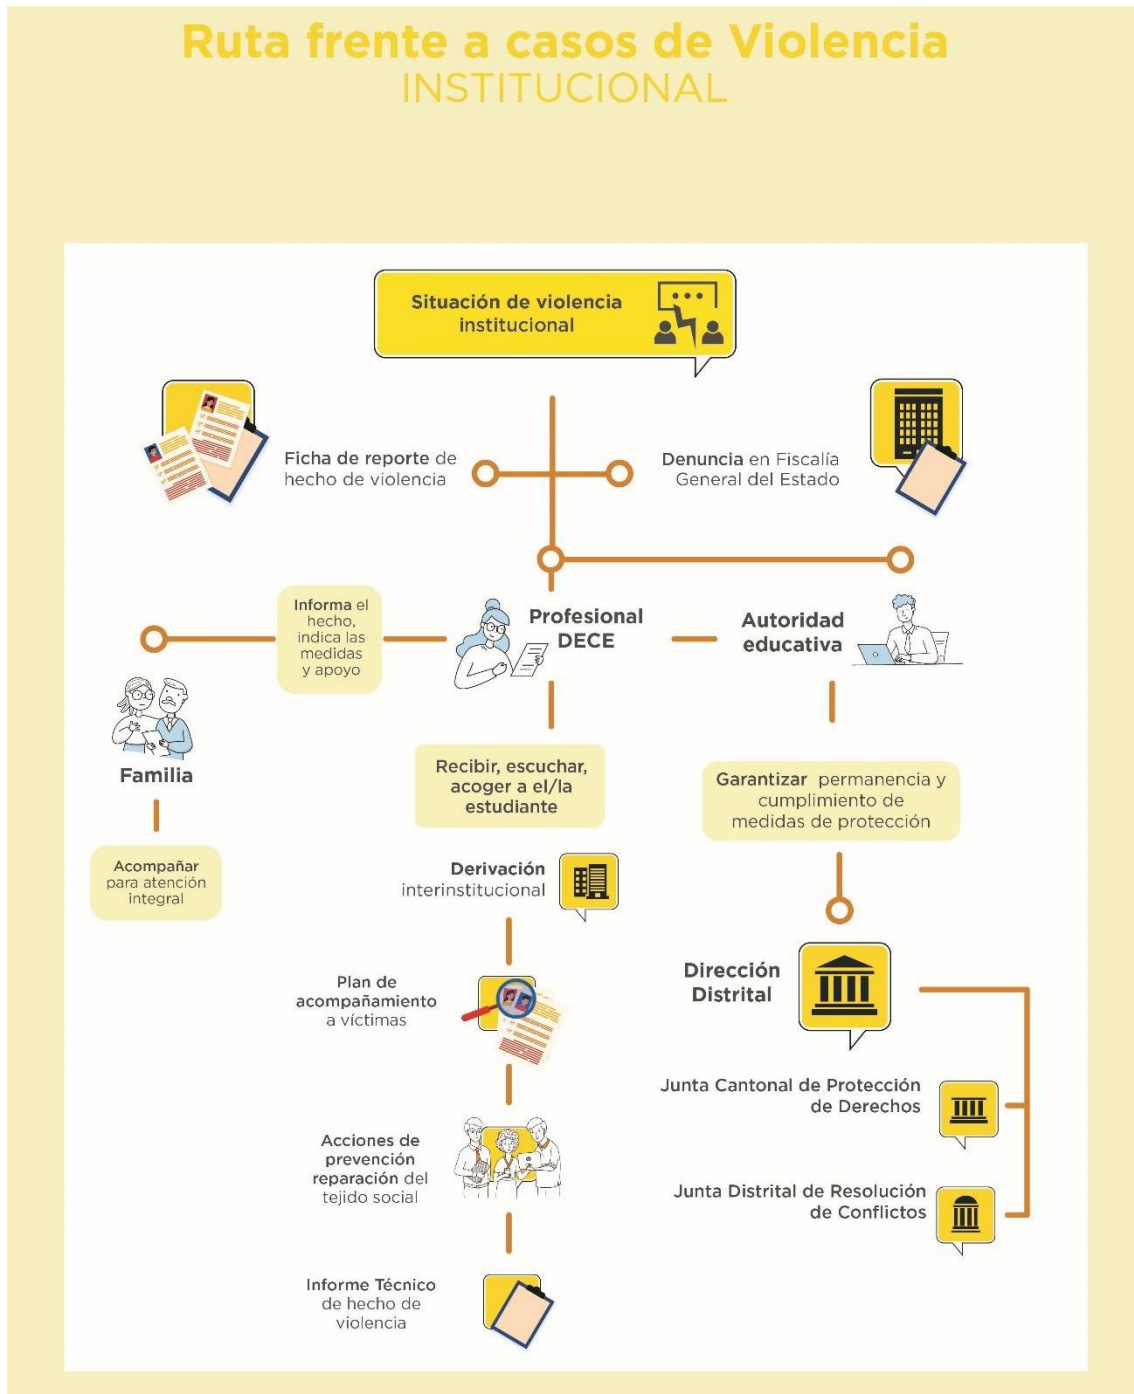 Ruta frente a casos de Violencia
INSTITUCIONAL
Situación de violencia
institucional
Ficha de reporte de
hecho de violencia
Denuncia en Fiscalía
General del Estado
Informa el
hecho,
indica las
medidas
y apoyo
Profesional
DECE
Autoridad
educativa
Familia
Recibir, escuchar,
acoger a el/la
estudiante
Garantizar permanencia y
cumplimiento de
medidas de protección
Acompañar
para atención
integral
Derivación
interinstitucional
Plan de
acompañamiento
a víctimas
Dirección
Distrital
Junta Cantonal de Protección
de Derechos
Acciones de
prevención
reparación del
tejido social
Junta Distrital de Resolución
de Conflictos
Informe Técnico
de hecho de
violencia